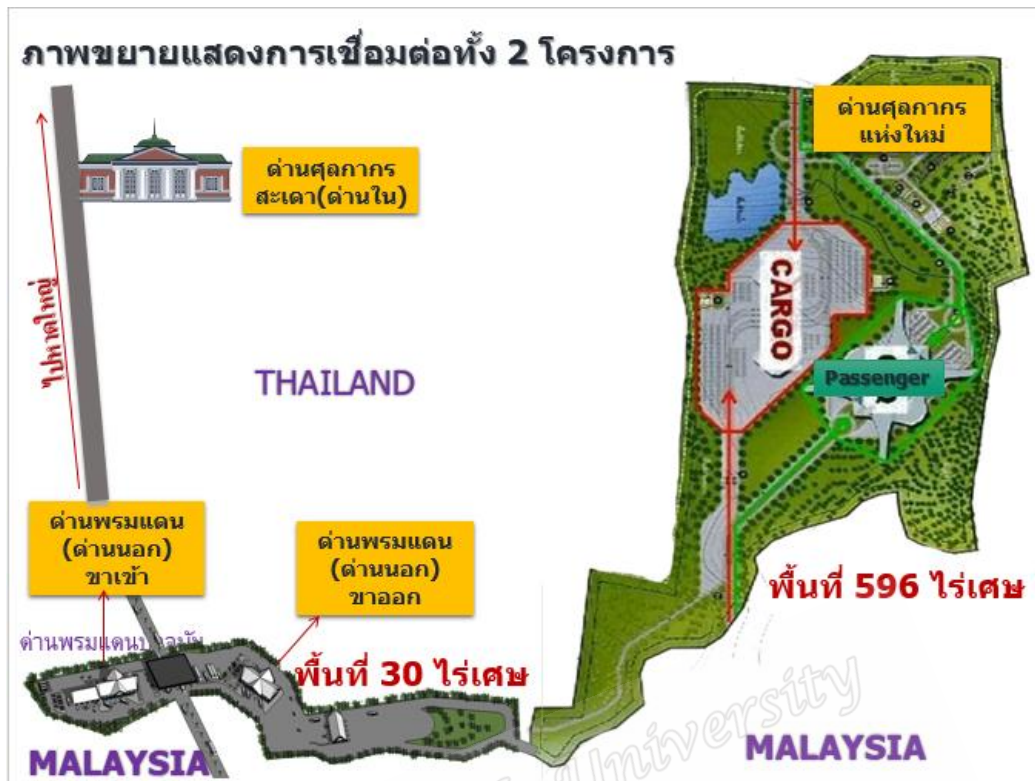 ภาพขยายแสดงการเชื่อมต่อทั้ง 2 โครงการ
ด่านศุลกากร
แห่งใหม่
ด่านศุลกากร
สะเดา(ด่านใน)
ไปหาดใหญ่
CARGO
THAILAND
Passenger
ด่านพรมแดน
(ด่านนอก)
ขาเข้า
ด่านพรมแดน
(ด่านนอก)
ขาออก
พื้นที่ 596 ไร่เศษ
พื้นที่ 30 ไร่เศษ
MALAYSIA
MALAYSIA
University